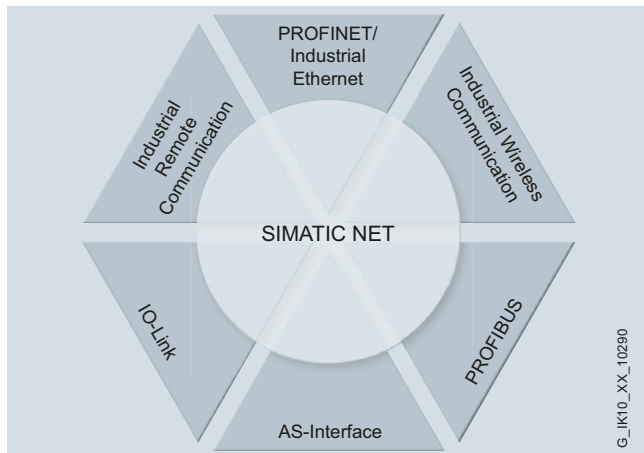 PROFINET/
Industrial
Ethernet
Industrial Wireless
Communication
PROFIBUS
AS-Interface
IO-Link
Industrial
Remote
Communication
SIMATIC NET
G_IK10_XX_10290